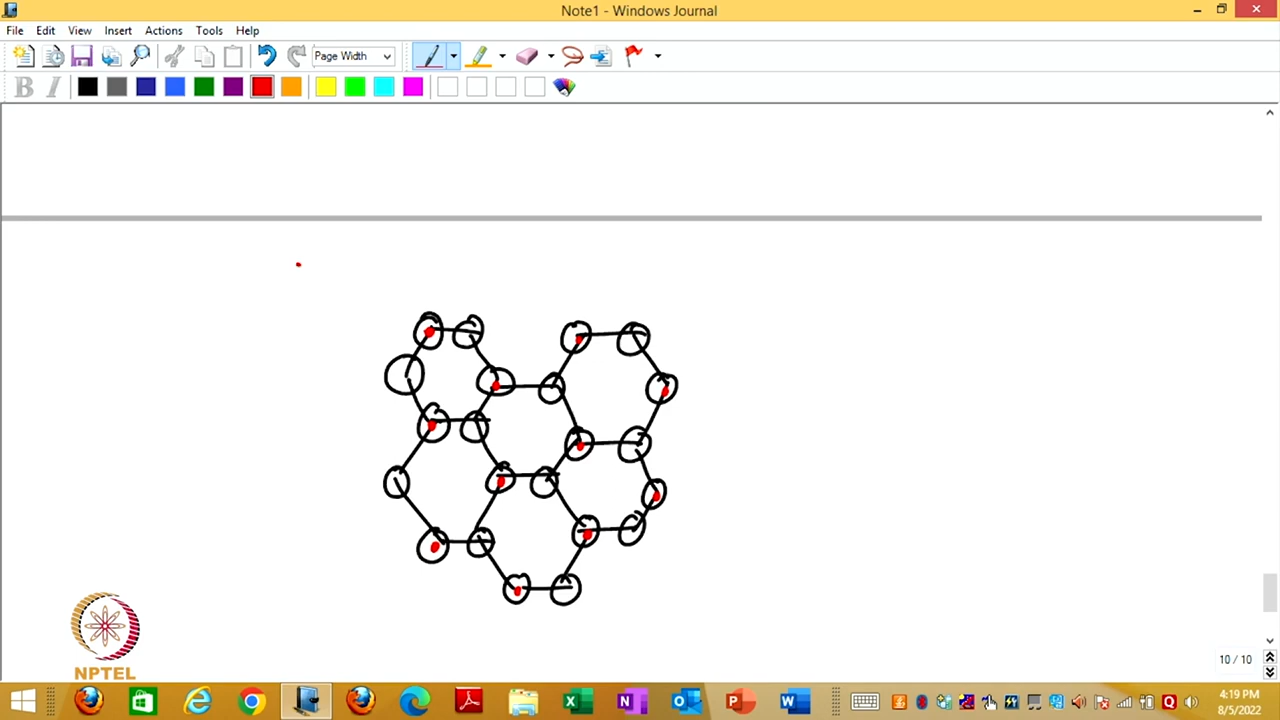 Note1 - Windows Journal
File Edit View Insert Actions Tools Help
Page Width
B I
10 / 10
NPTEL
4:19 PM
8/5/2022